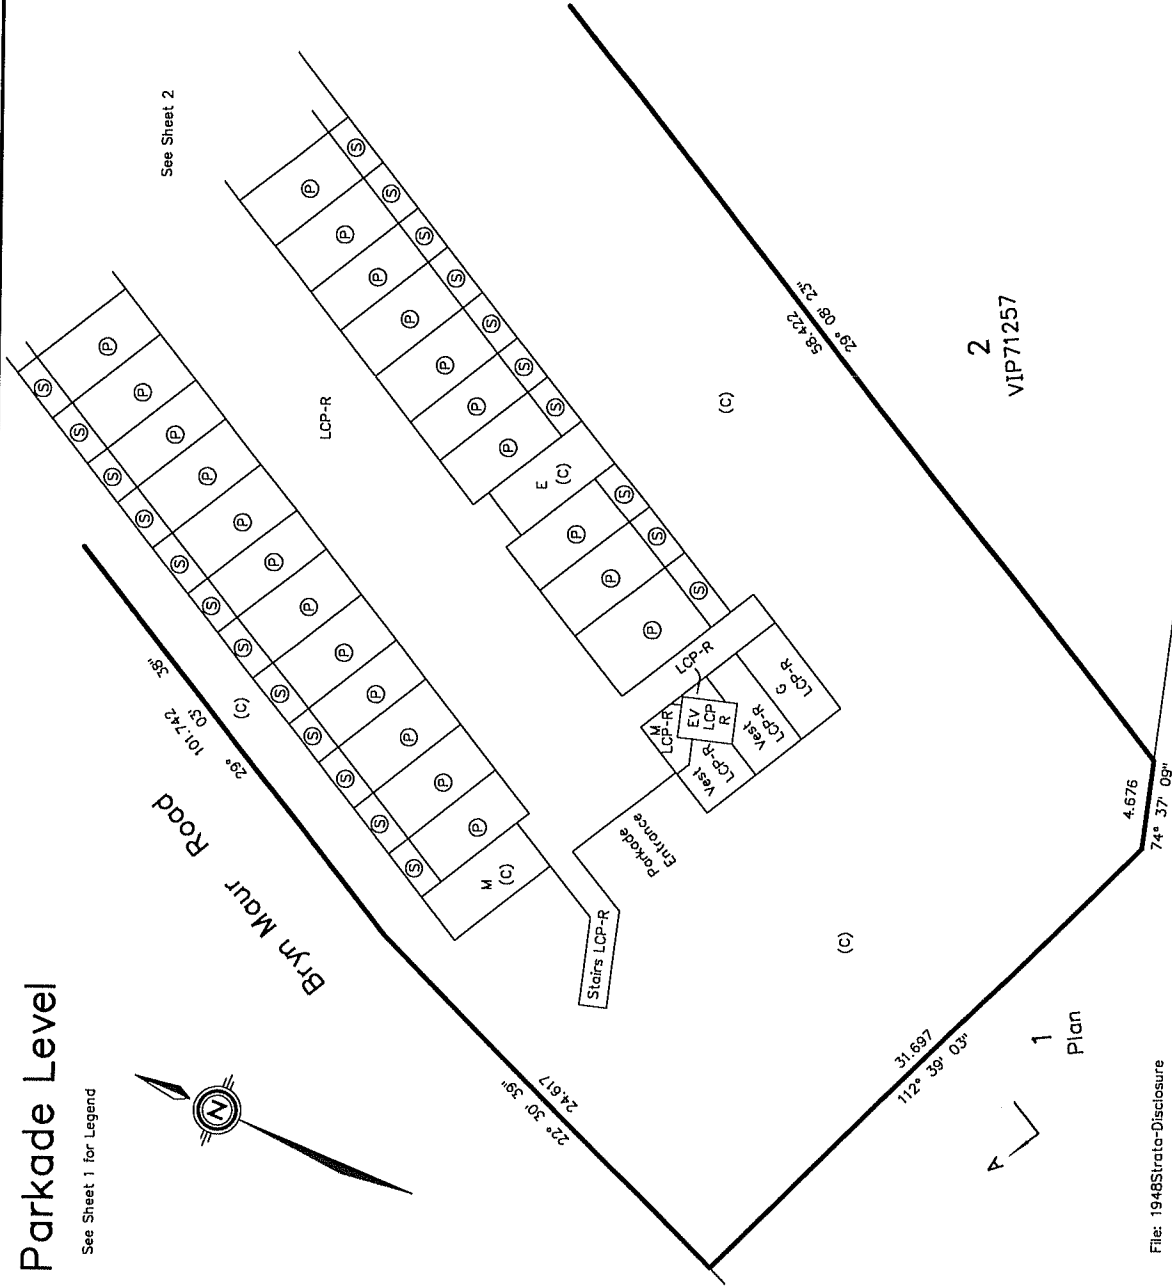 Parkade Level
See Sheet 1 for Legend
N
See Sheet 2
Bryn Maur Road
22° 30' 39"
24.617
29° 03' 38"
101.742
(C)
S S S S S S S S S S S S
M
(C)
P P P P P P P P P P P P
LCP-R
Stairs LCP-R
Parkade
Entrance
P P P
E
(C)
P P P P P P P
S S S
S S S S S S S
LCP-R
M
LCP-R
EV
LCP
R
Vest
LCP-R
Vest
LCP-R
G
LCP-R
(C)
(C)
58.422
29° 08' 23"
2
VIP71257
31.697
112° 39' 03"
4.676
74° 37' 09"
1
Plan
A
File: 1948Strata-Disclosure